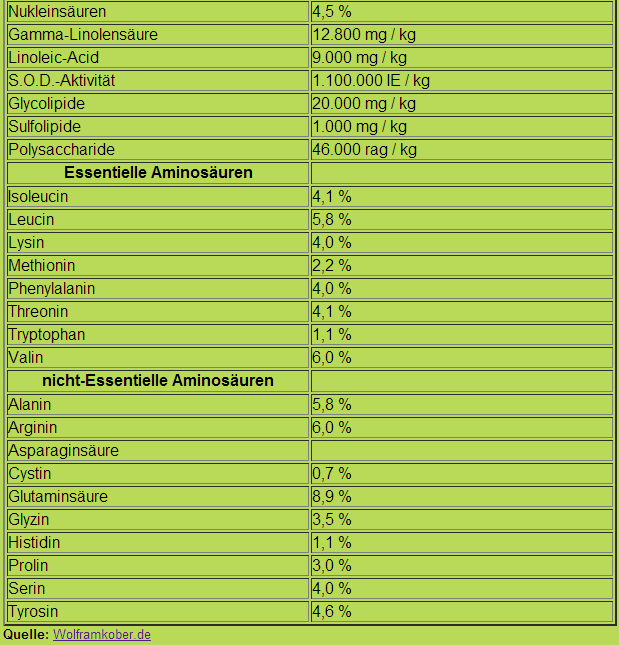 Nukleinsäuren 4,5 %
Gamma-Linolensäure 12.800 mg / kg
Linoleic-Acid 9.000 mg / kg
S.O.D.-Aktivität 1.100.000 IE / kg
Glycolipide 20.000 mg / kg
Sulfolipide 1.000 mg / kg
Polysaccharide 46.000 rag / kg
Essentielle Aminosäuren
Isoleucin 4,1 %
Leucin 5,8 %
Lysin 4,0 %
Methionin 2,2 %
Phenylalanin 4,0 %
Threonin 4,1 %
Tryptophan 1,1 %
Valin 6,0 %
nicht-Essentielle Aminosäuren
Alanin 5,8 %
Arginin 6,0 %
Asparaginsäure
Cystin 0,7 %
Glutaminsäure 8,9 %
Glyzin 3,5 %
Histidin 1,1 %
Prolin 3,0 %
Serin 4,0 %
Tyrosin 4,6 %
Quelle: Wolframkober.de